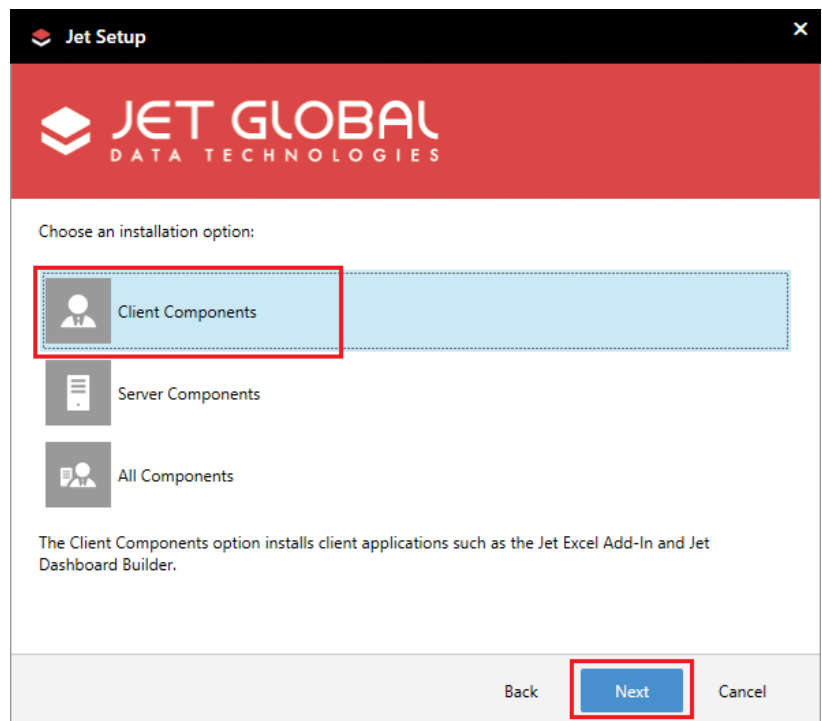 Jet Setup
JET GLOBAL
DATA TECHNOLOGIES
Choose an installation option:
Client Components
Server Components
All Components
The Client Components option installs client applications such as the Jet Excel Add-In and Jet
Dashboard Builder.
Back Next Cancel